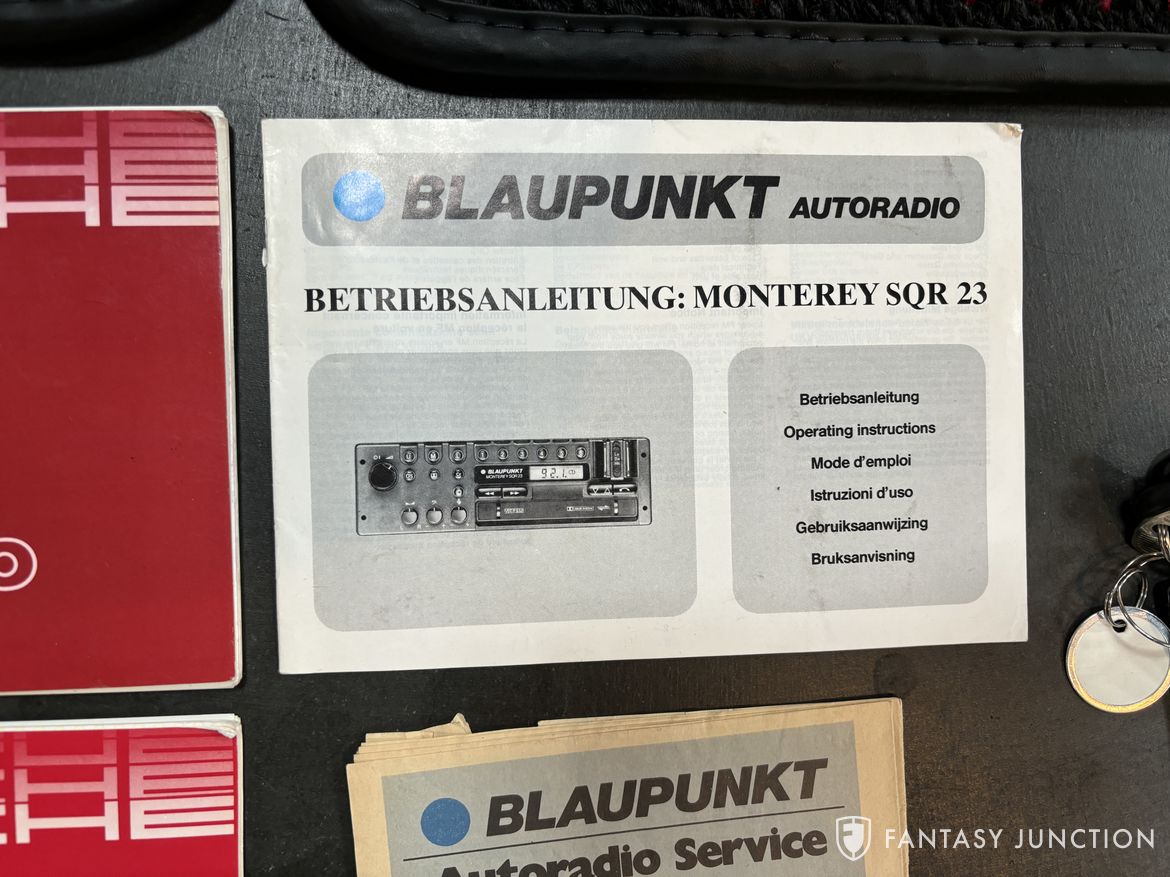 BLAUPUNKT AUTORADIO
BETRIEBSANLEITUNG: MONTEREY SQR 23
BLAUPUNKT
MONTEREY SQR 23
92.1.
Betriebsanleitung
Operating instructions
Mode d'emploi
Istruzioni d'uso
Gebruiksaanwijzing
Bruksanvisning
BLAUPUNKT
Autoradio Service
FANTASY JUNCTION